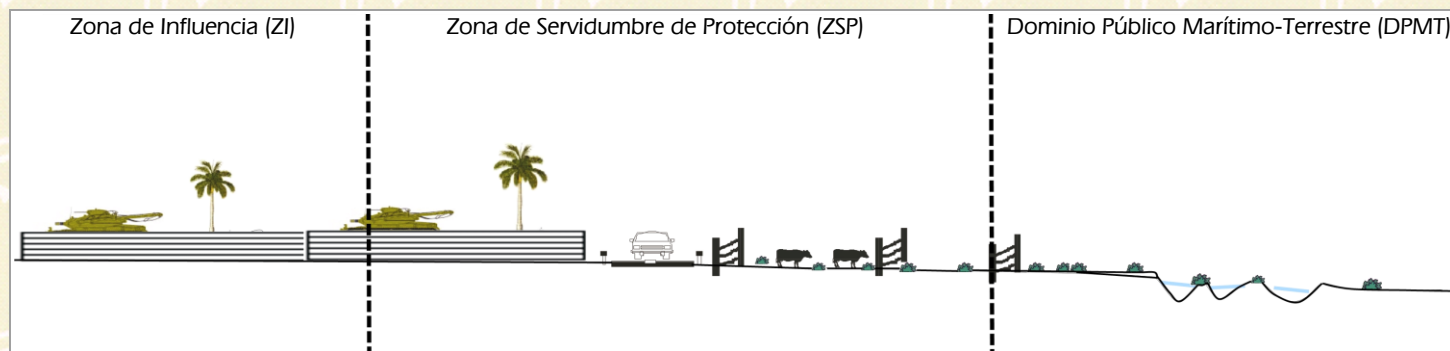 Zona de Influencia (ZI)
Zona de Servidumbre de Protección (ZSP)
Dominio Público Marítimo-Terrestre (DPMT)